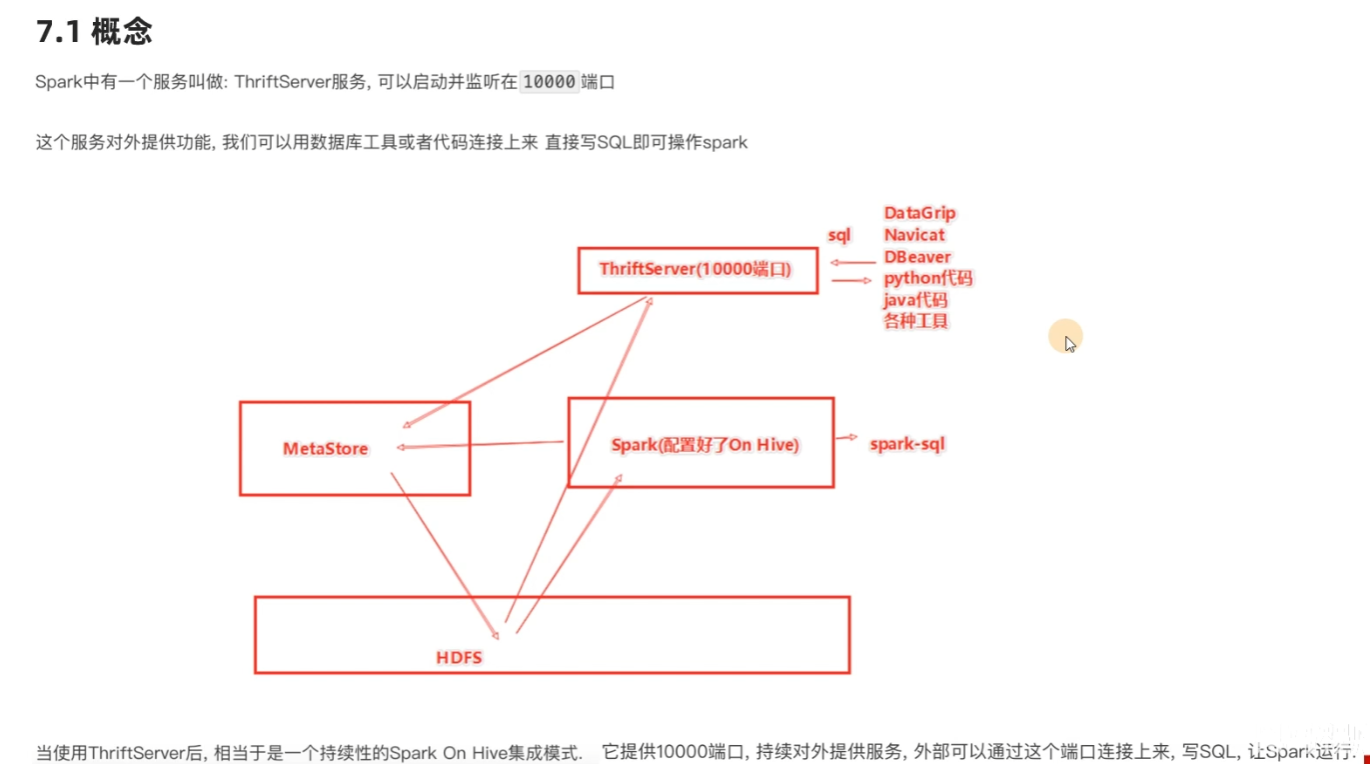 7.1 概念
Spark中有一个服务叫做: ThriftServer服务, 可以启动并监听在 10000 端口
这个服务对外提供功能, 我们可以用数据库工具或者代码连接上来 直接写SQL即可操作spark
DataGrip
sql Navicat
DBeaver
ThriftServer(10000端口)
python代码
java代码
各种工具
MetaStore
Spark(配置好了On Hive)
spark-sql
HDFS
当使用ThriftServer后, 相当于是一个持续性的Spark On Hive集成模式. 它提供10000端口, 持续对外提供服务, 外部可以通过这个端口连接上来, 写SQL, 让Spark运行.